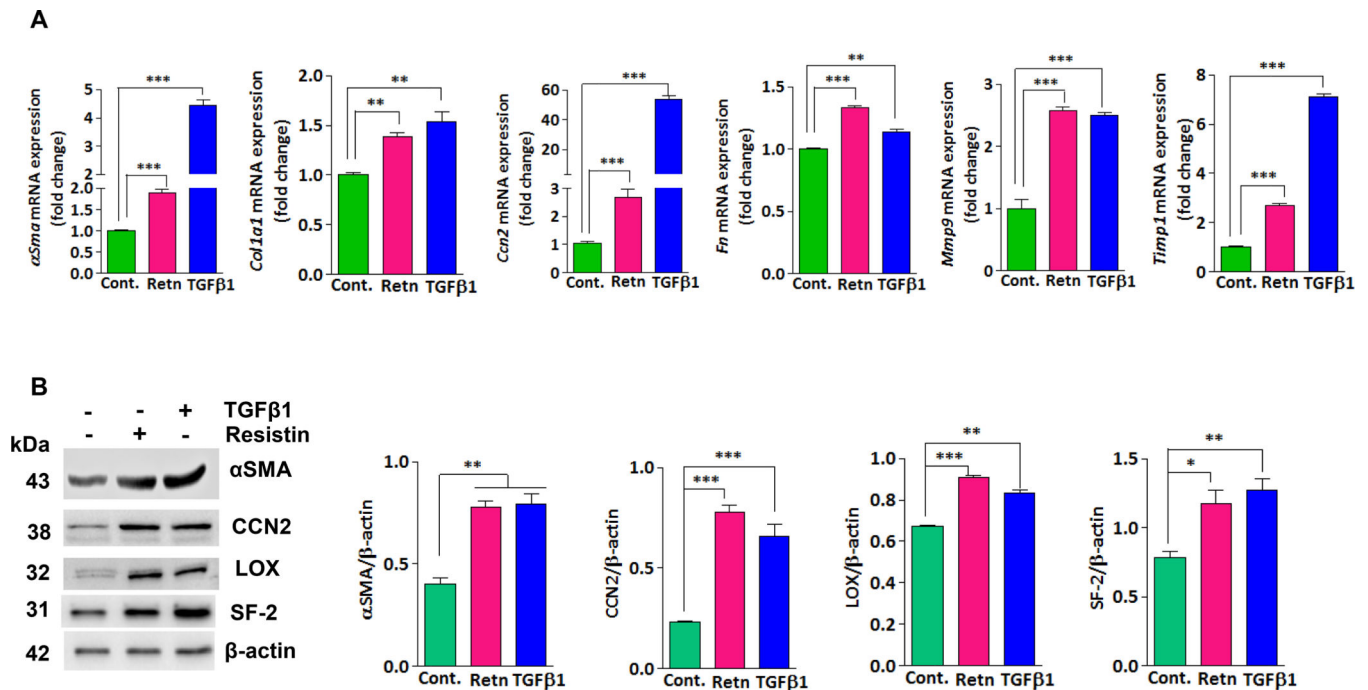 A
αSma mRNA expression
(fold change)
5
4
3
2
2.0
1.5
1.0
0.5
0.0
***
***
Cont. Retn TGFβ1
Col1a1 mRNA expression
(fold change)
2.0
1.5
1.0
0.5
0.0
**
**
Cont. Retn TGFβ1
Ccn2 mRNA expression
(fold change)
60
40
20
3
2
1
0
***
***
Cont. Retn TGFβ1
Fn mRNA expression
(fold change)
1.5
1.0
0.5
0.0
**
***
Cont. Retn TGFβ1
Mmp9 mRNA expression
(fold change)
3
2
1
0
***
***
Cont. Retn TGFβ1
Timp1 mRNA expression
(fold change)
8
6
4
2
0
***
***
Cont. Retn TGFβ1
B
- - + TGFβ1
- + - Resistin
kDa
43 αSMA
38 CCN2
32 LOX
31 SF-2
42 β-actin
αSMA/β-actin
1.0
0.5
0.0
**
Cont. Retn TGFβ1
CCN2/β-actin
1.0
0.5
0.0
***
***
Cont. Retn TGFβ1
LOX/β-actin
1.0
0.8
0.6
0.4
0.2
0.0
**
***
Cont. Retn TGFβ1
SF-2/β-actin
1.5
1.0
0.5
0.0
**
*
Cont. Retn TGFβ1